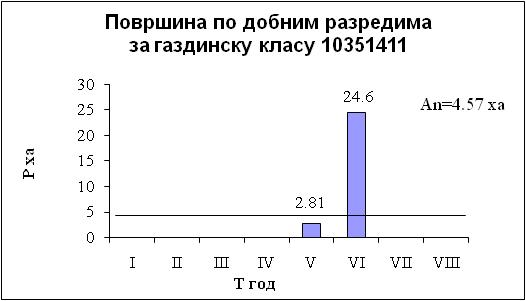 Површина по добним разредима
за газдинску класу 10351411
30
25
20
15
10
5
0
Р ха
24.6
2.81
An=4.57 ха
I II III IV V VI VII VIII
Т год